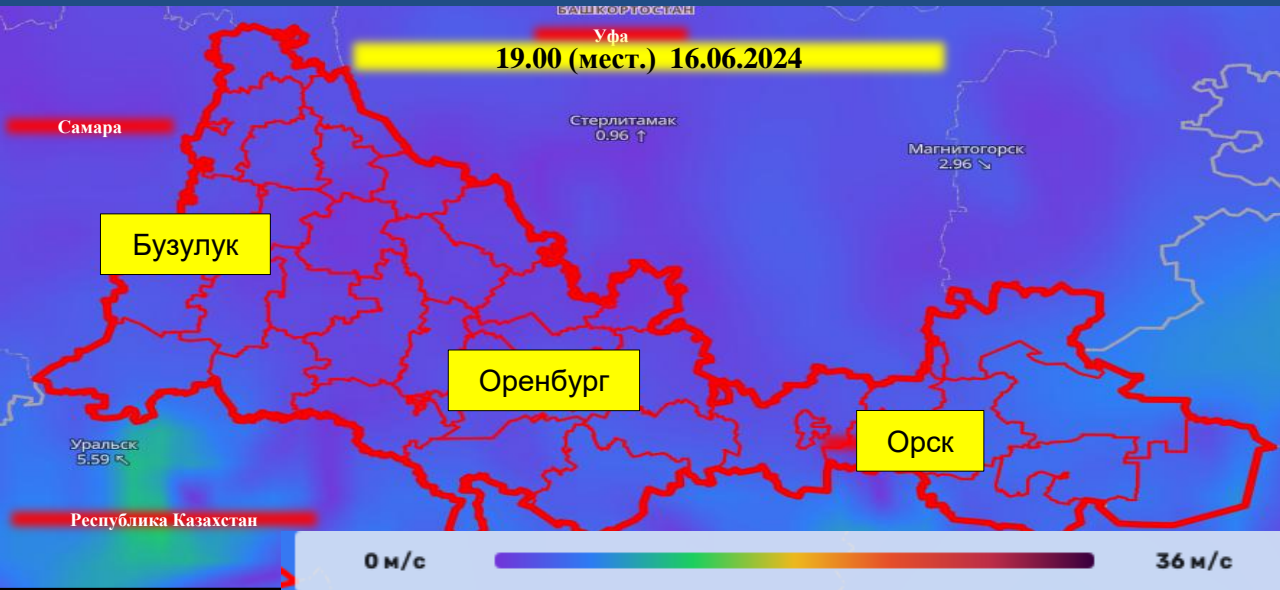 БАШКОРТОСТАН
Уфа
19.00 (мест.) 16.06.2024
Самара
Стерлитамак
0.96 ↑
Магнитогорск
2.96 ↘
Бузулук
Оренбург
Орск
Уральск
5.59 ↖
Республика Казахстан
0 м/с
36 м/с